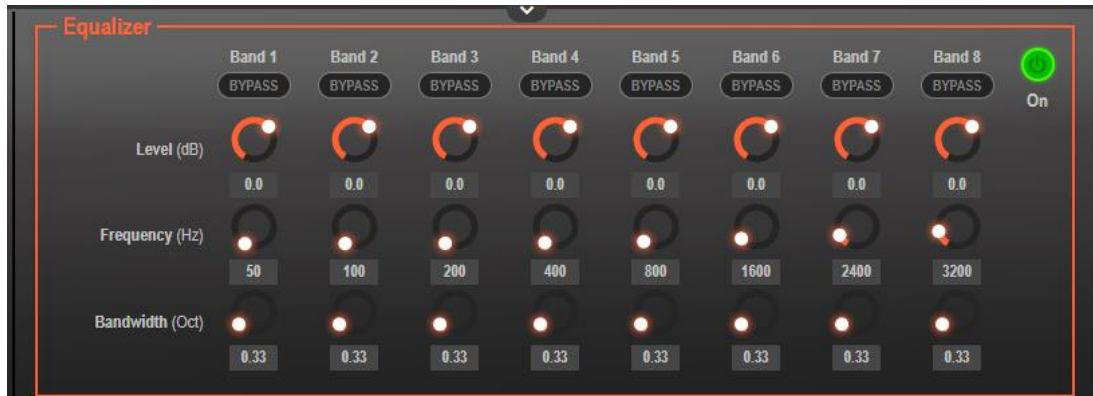 Equalizer
Band 1 Band 2 Band 3 Band 4 Band 5 Band 6 Band 7 Band 8
BYPASS BYPASS BYPASS BYPASS BYPASS BYPASS BYPASS BYPASS
On
Level (dB)
0.0 0.0 0.0 0.0 0.0 0.0 0.0 0.0
Frequency (Hz)
50 100 200 400 800 1600 2400 3200
Bandwidth (Oct)
0.33 0.33 0.33 0.33 0.33 0.33 0.33 0.33